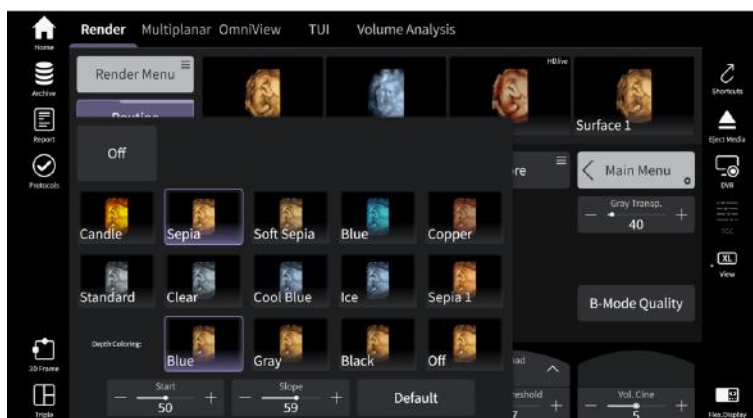 Render Multiplanar OmniView TUI Volume Analysis
Home
Archive
Report
Protocols
3D Frame
Triple
Render Menu
HDlive
Surface 1
Off
Main Menu
Gray Transp.
40
B-Mode Quality
Candle Sepia Soft Sepia Blue Copper
Standard Clear Cool Blue Ice Sepia 1
Depth Coloring: Blue Gray Black Off
Start
50
Slope
59
Default
Vol. Cine
5
Shortcuts
Eject Media
DVR
TGC
XL
View
Flex.Display